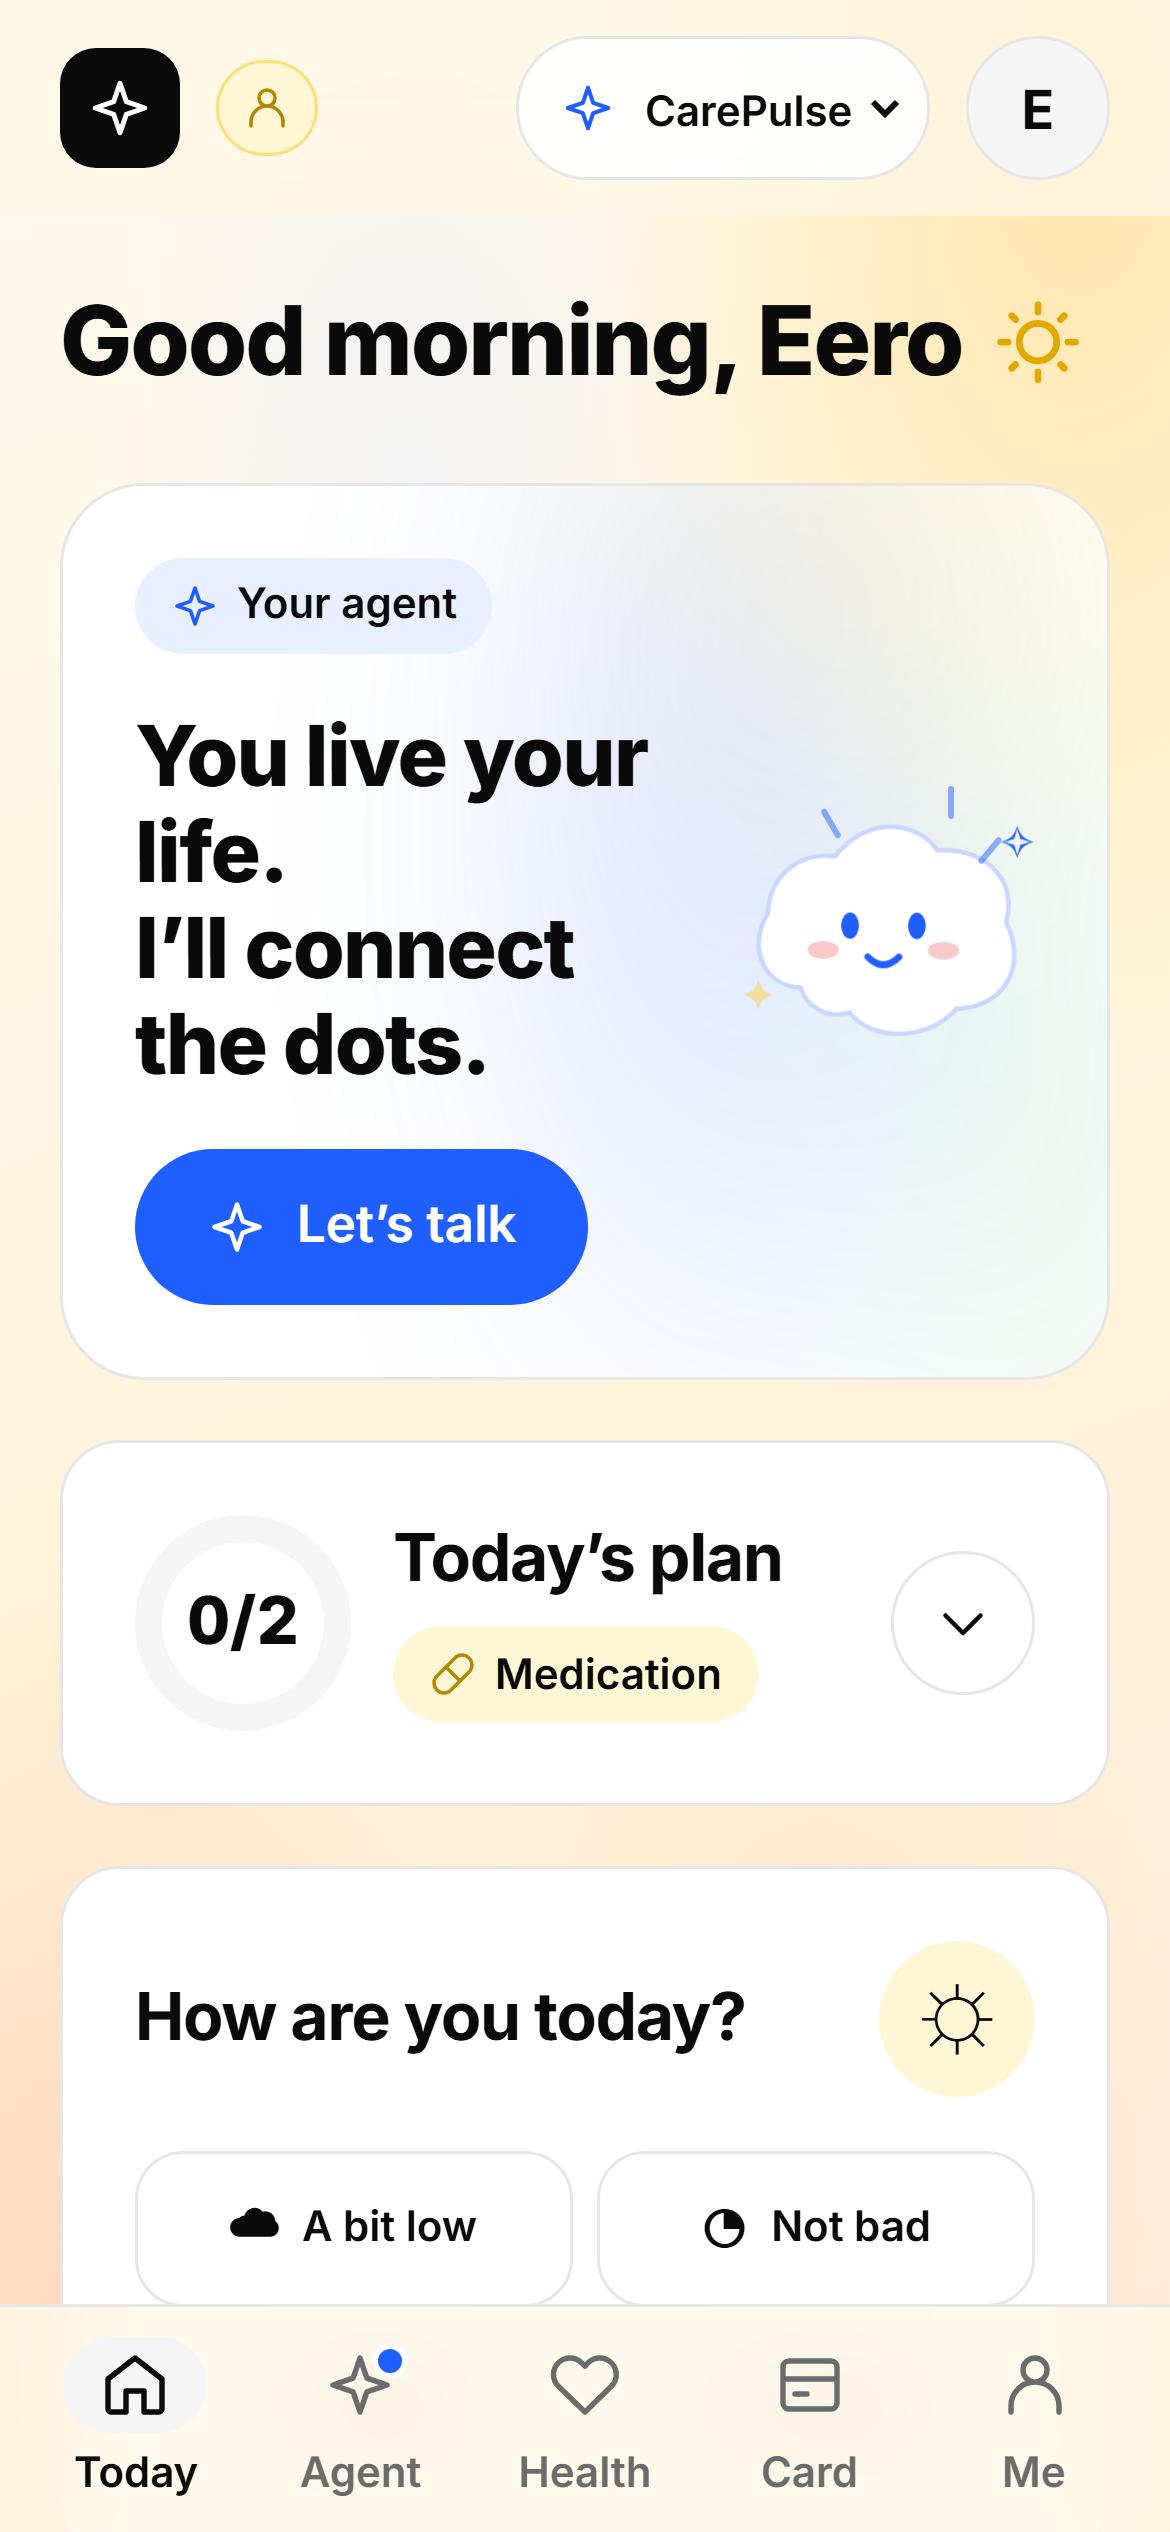 CarePulse
E
Good morning, Eero
Your agent
You live your
life.
I’ll connect
the dots.
Let’s talk
0/2
Today’s plan
Medication
How are you today?
A bit low
Not bad
Today
Agent
Health
Card
Me